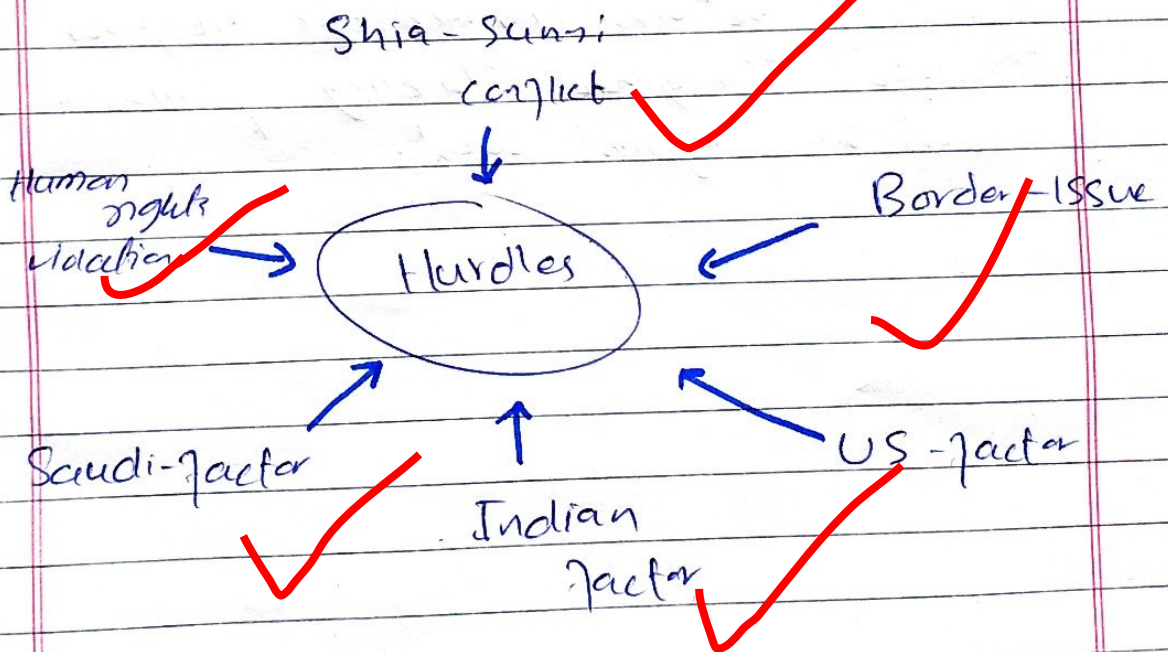 Shia-Sunni
conflict
Human
rights
violation
Border-Issue
Hurdles
Saudi-factor
US-factor
Indian
factor